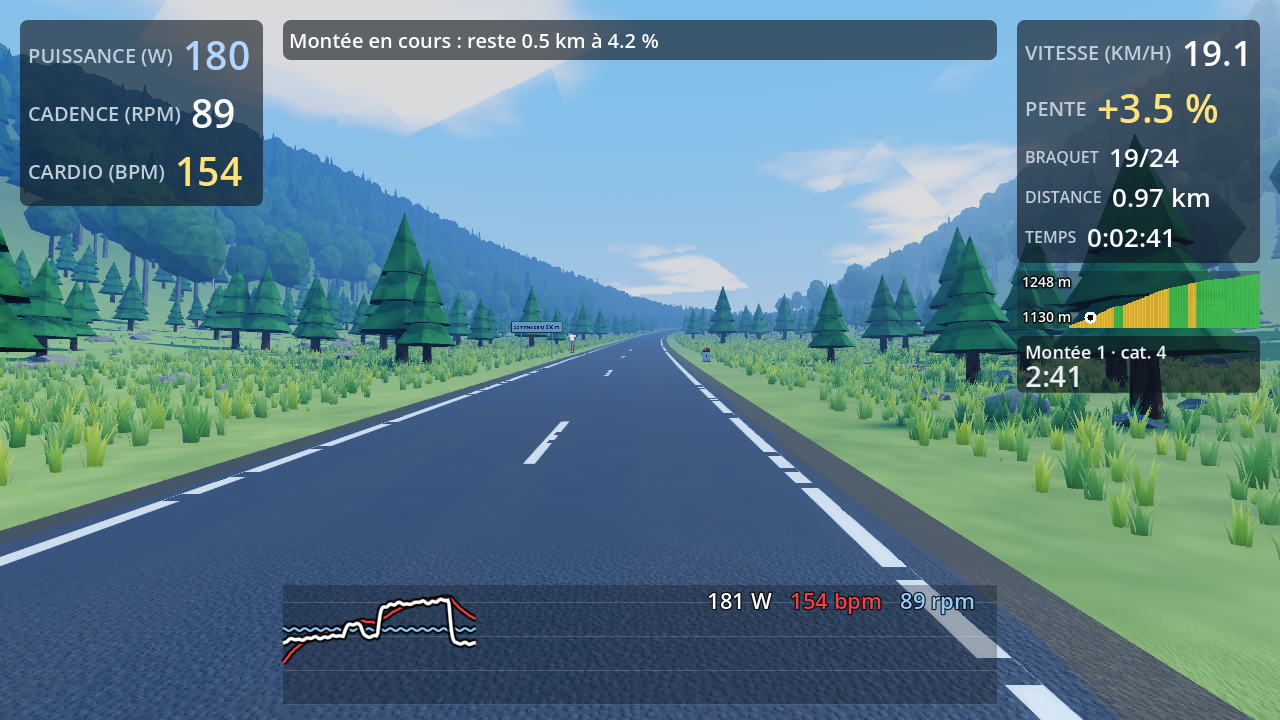 PUISSANCE (W) 180
CADENCE (RPM) 89
CARDIO (BPM) 154
Montée en cours : reste 0.5 km à 4.2 %
VITESSE (KM/H) 19.1
PENTE +3.5 %
BRAQUET 19/24
DISTANCE 0.97 km
TEMPS 0:02:41
1248 m
1130 m
Montée 1 · cat. 4
2:41
181 W 154 bpm 89 rpm